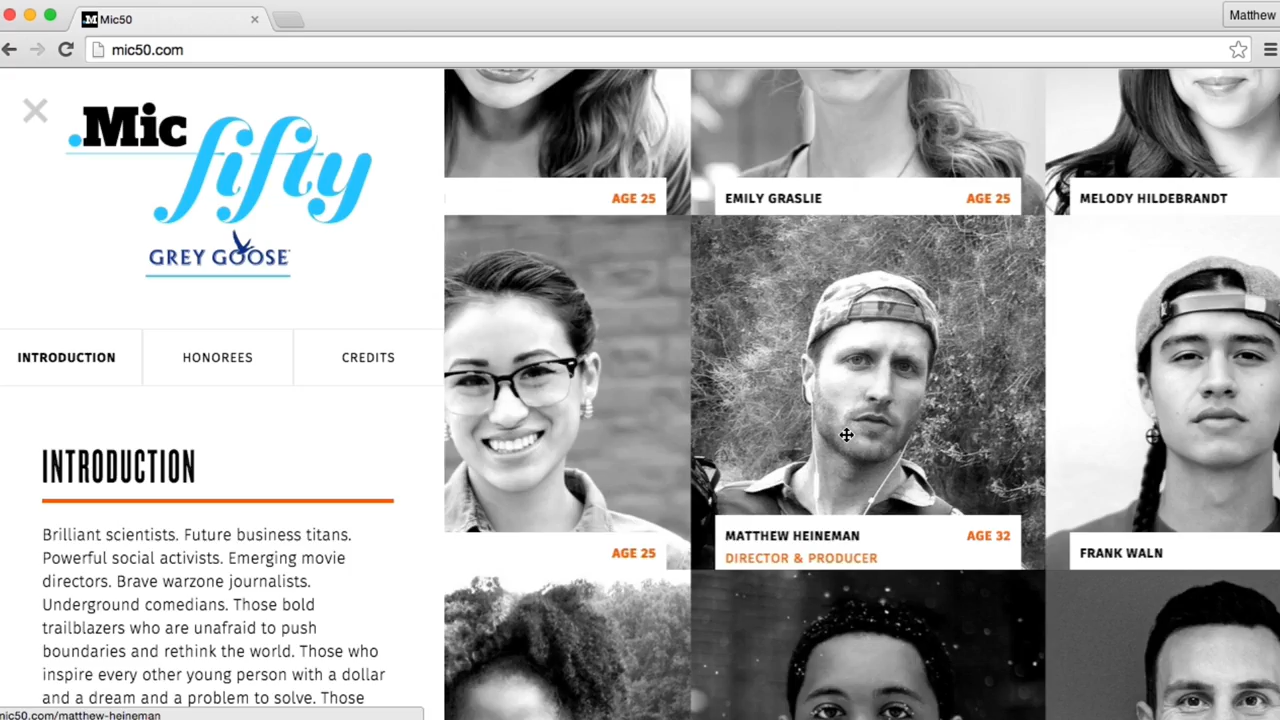 .M Mic50
Matthew
mic50.com
.Mic
fifty
GREY GOOSE
INTRODUCTION
HONOREES
CREDITS
INTRODUCTION
Brilliant scientists. Future business titans.
Powerful social activists. Emerging movie
directors. Brave warzone journalists.
Underground comedians. Those bold
trailblazers who are unafraid to push
boundaries and rethink the world. Those who
inspire every other young person with a dollar
and a dream and a problem to solve. Those
mic50.com/matthew-heineman
AGE 25
EMILY GRASLIE
AGE 25
MELODY HILDEBRANDT
AGE 25
MATTHEW HEINEMAN
AGE 32
DIRECTOR & PRODUCER
FRANK WALN